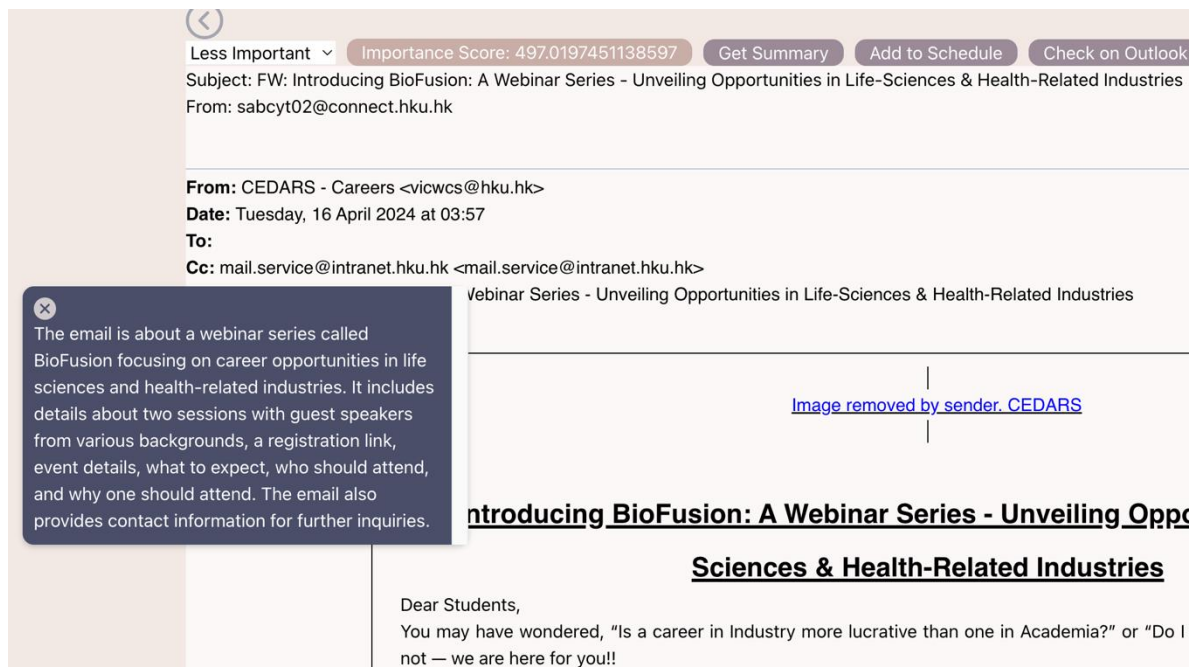 Less Important
Importance Score: 497.0197451138597
Get Summary
Add to Schedule
Check on Outlook
Subject: FW: Introducing BioFusion: A Webinar Series - Unveiling Opportunities in Life-Sciences & Health-Related Industries
From: sabcyt02@connect.hku.hk
From: CEDARS - Careers <vicwcs@hku.hk>
Date: Tuesday, 16 April 2024 at 03:57
To:
Cc: mail.service@intranet.hku.hk <mail.service@intranet.hku.hk>
Webinar Series - Unveiling Opportunities in Life-Sciences & Health-Related Industries
The email is about a webinar series called
BioFusion focusing on career opportunities in life
sciences and health-related industries. It includes
details about two sessions with guest speakers
from various backgrounds, a registration link,
event details, what to expect, who should attend,
and why one should attend. The email also
provides contact information for further inquiries.
Image removed by sender. CEDARS
ntroducing BioFusion: A Webinar Series - Unveiling Oppo
Sciences & Health-Related Industries
Dear Students,
You may have wondered, “Is a career in Industry more lucrative than one in Academia?” or “Do I
not — we are here for you!!